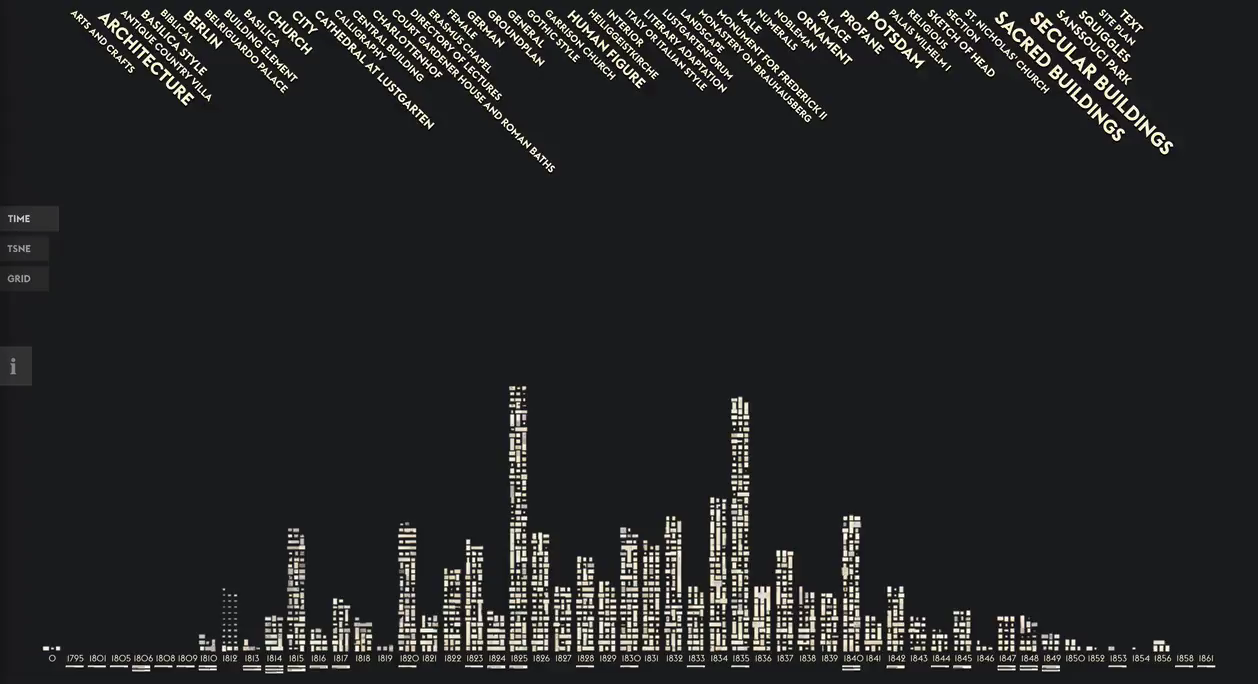 ARTS AND CRAFTS
ARCHITECTURE
ANTIQUE COUNTRY VILLA
BASILICA STYLE
BIBLICAL
BERLIN
BELRIGUARDO PALACE
BUILDING ELEMENT
BASILICA
CHURCH
CITY
CATHEDRAL AT LUSTGARTEN
CALLIGRAPHY
CENTRAL BUILDING
CHARLOTTENHOF
COURT GARDENER HOUSE AND ROMAN BATHS
DIRECTORY OF LECTURES
ERASMUS CHAPEL
FEMALE
GERMAN
GROUNDPLAN
GENERAL
GOTHIC STYLE
GARRISON CHURCH
HUMAN FIGURE
HEILIGGEISTKIRCHE
INTERIOR
ITALY OR ITALIAN STYLE
LITERARY ADAPTATION
LUSTGARTENFORUM
LANDSCAPE
MONASTERY ON BRAUHAUSBERG
MONUMENT FOR FREDERICK II
MALE
NUMERALS
NOBLEMAN
ORNAMENT
PALACE
PROFANE
POTSDAM
PALAIS WILHELM I
RELIGIOUS
SKETCH OF HEAD
SECTION
ST. NICHOLAS' CHURCH
SACRED BUILDINGS
SECULAR BUILDINGS
SANSSOUCI PARK
SQUIGGLES
SITE PLAN
TEXT
TIME
TSNE
GRID
i
0 1795 1801 1805 1806 1808 1809 1810 1812 1813 1814 1815 1816 1817 1818 1819 1820 1821 1822 1823 1824 1825 1826 1827 1828 1829 1830 1831 1832 1833 1834 1835 1836 1837 1838 1839 1840 1841 1842 1843 1844 1845 1846 1847 1848 1849 1850 1852 1853 1854 1856 1858 1861